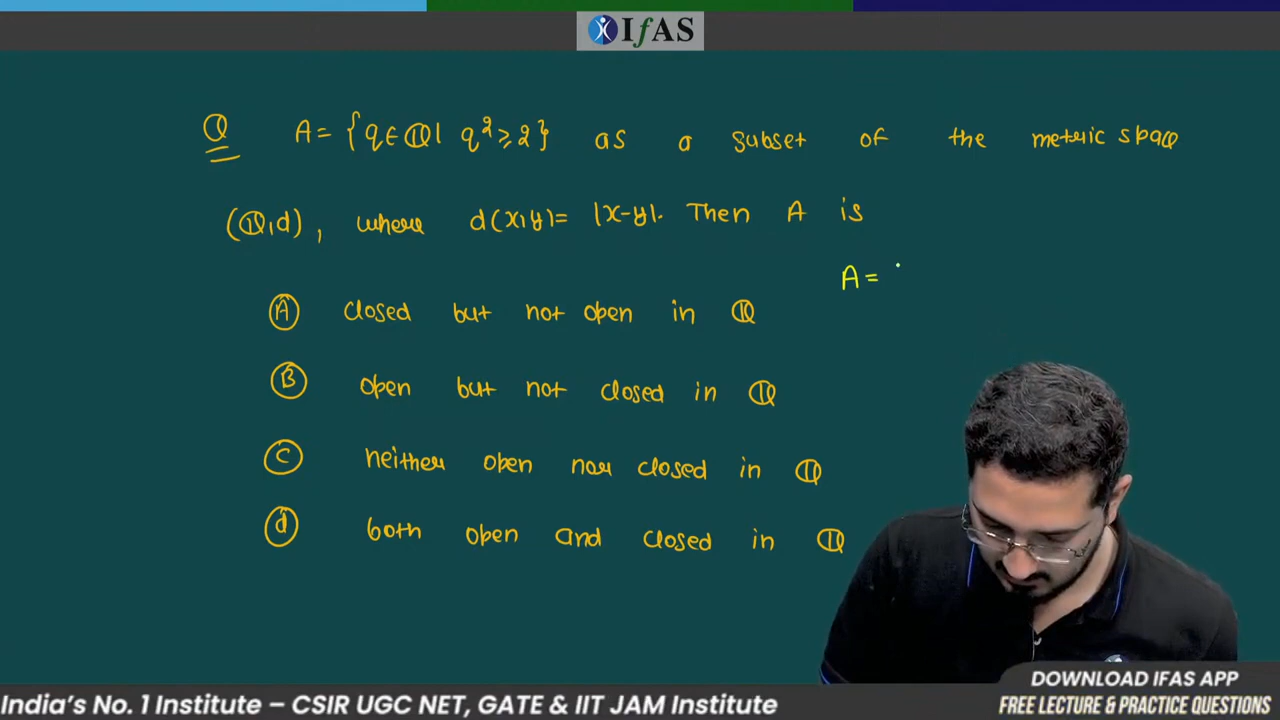 IfAS
Q A = {q ∈ ℚ | q² ≥ 2} as a subset of the metric space
(ℚ,d), where d(x,y) = |x-y|. Then A is
A =
(A) closed but not open in ℚ
(B) open but not closed in ℚ
(C) neither open nor closed in ℚ
(d) both open and closed in ℚ
DOWNLOAD IFAS APP
India's No. 1 Institute – CSIR UGC NET, GATE & IIT JAM Institute
FREE LECTURE & PRACTICE QUESTIONS